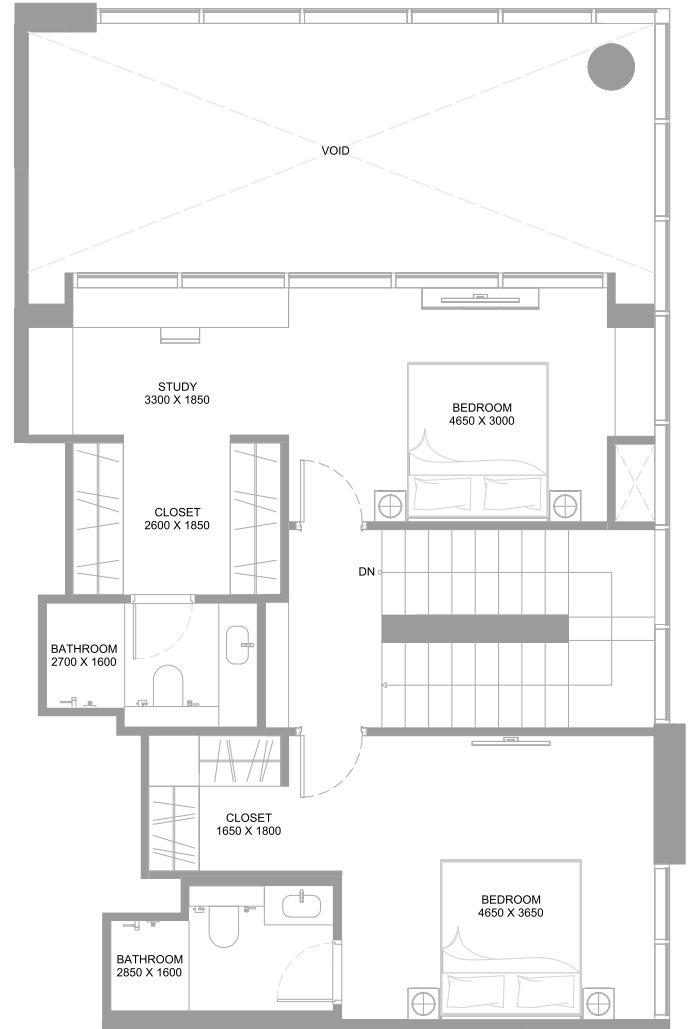 VOID
STUDY
3300 X 1850
BEDROOM
4650 X 3000
CLOSET
2600 X 1850
DN
BATHROOM
2700 X 1600
CLOSET
1650 X 1800
BEDROOM
4650 X 3650
BATHROOM
2850 X 1600